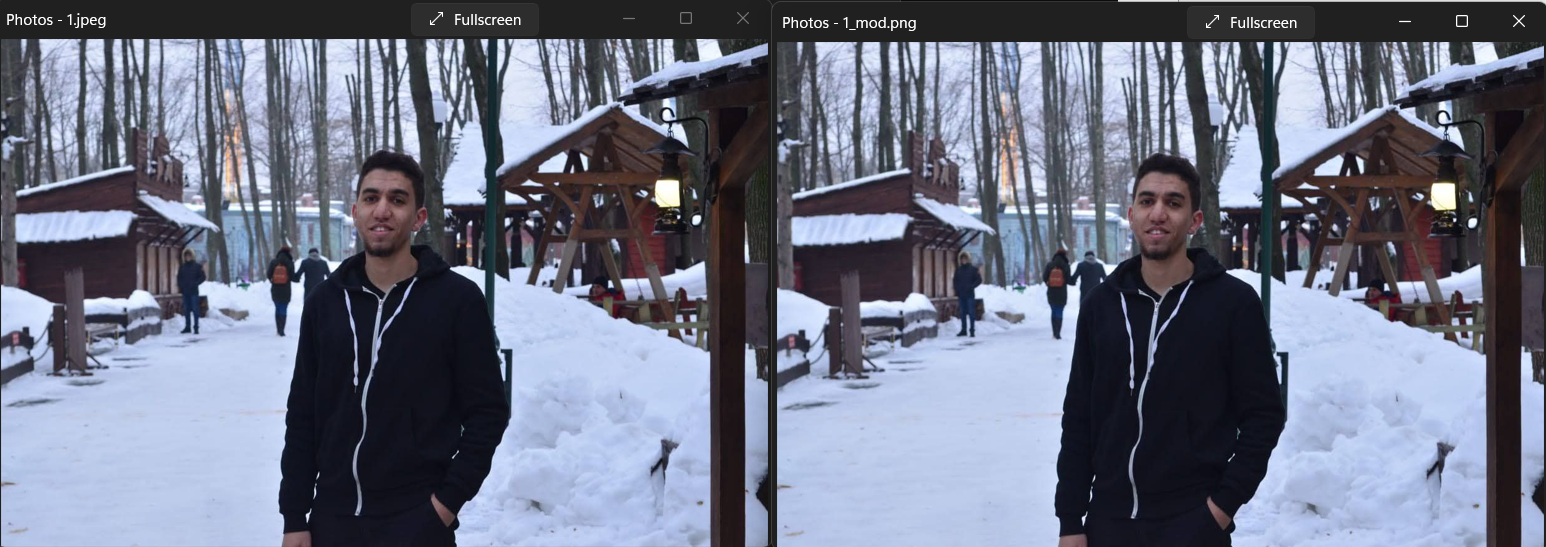 Photos - 1.jpeg
Fullscreen
Photos - 1_mod.png
Fullscreen